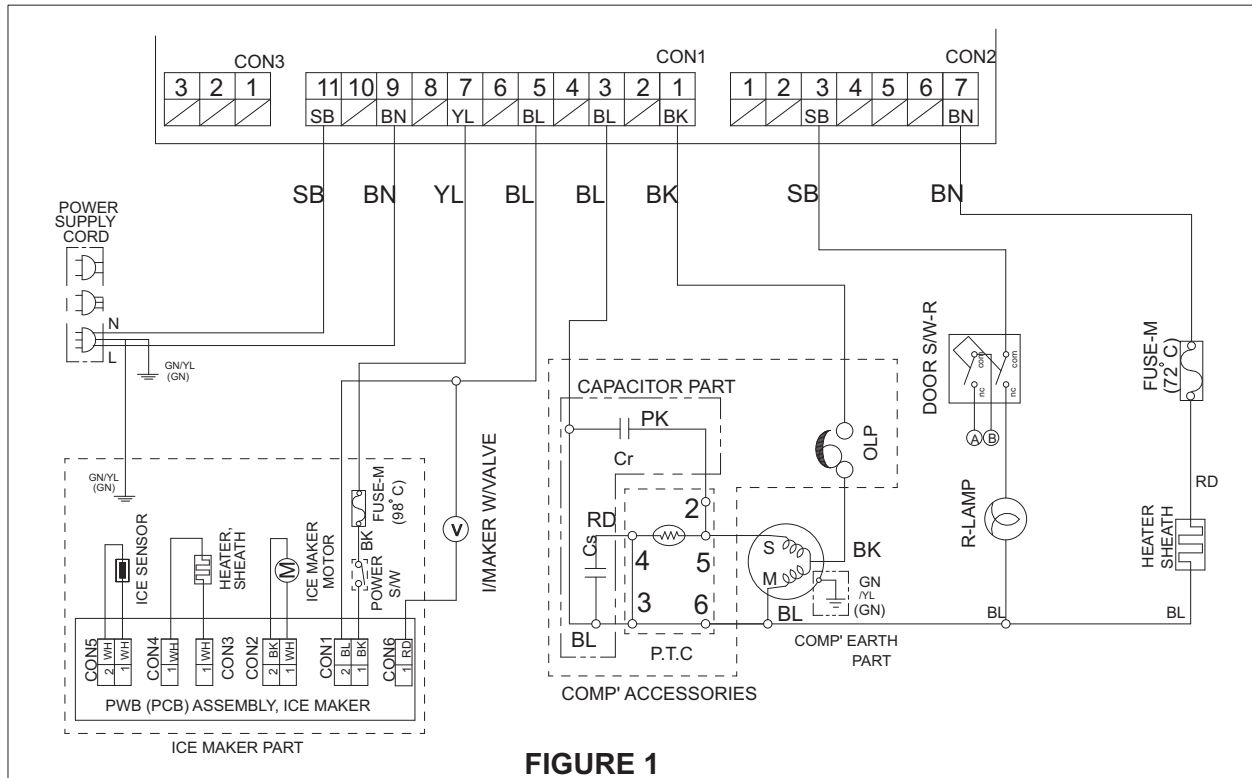 CON3
CON1
CON2
3 2 1
11 10 9 8 7 6 5 4 3 2 1
1 2 3 4 5 6 7
SB BN YL BL BL BK
SB BN
SB BN YL BL BL BK SB BN
POWER
SUPPLY
CORD
N
L
GN/YL
(GN)
GN/YL
(GN)
ICE SENSOR
HEATER,
SHEATH
M
ICE MAKER
MOTOR
FUSE-M
(98°C)
BK
POWER
S/W
V
I/MAKER W/VALVE
CON5
2 WH
1 WH
CON4
1 WH
1 WH
CON3
CON2
2 BK
1 WH
CON1
2 BL
1 BK
CON6
1 RD
PWB (PCB) ASSEMBLY, ICE MAKER
ICE MAKER PART
CAPACITOR PART
PK
Cr
RD
Cs
2
4 5
3 6
BL
P.T.C
COMP' ACCESSORIES
OLP
S
M
BK
BL
GN
/YL
(GN)
COMP' EARTH
PART
DOOR S/W-R
com
com
nc
nc
A B
R-LAMP
BL
FUSE-M
(72°C)
RD
HEATER
SHEATH
BL
FIGURE 1